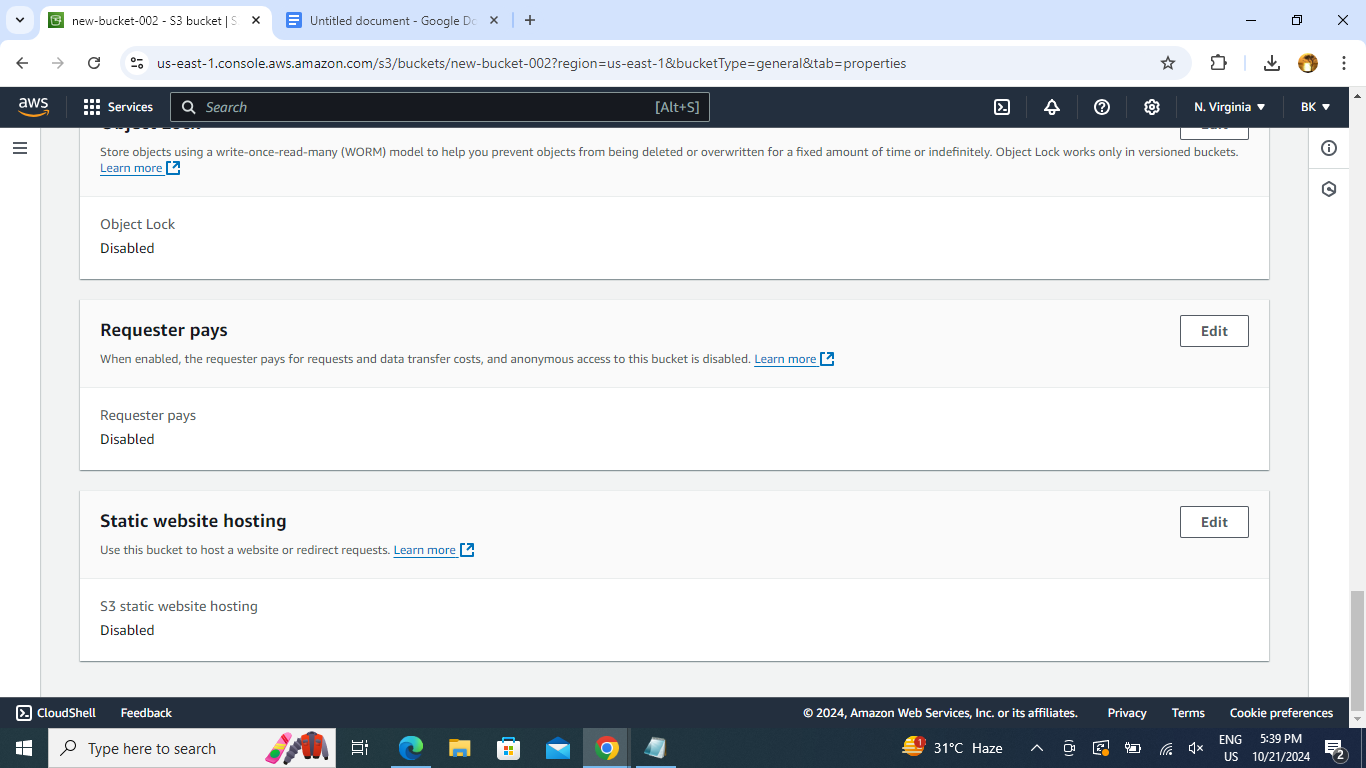 new-bucket-002 - S3 bucket | S
Untitled document - Google Do
us-east-1.console.aws.amazon.com/s3/buckets/new-bucket-002?region=us-east-1&bucketType=general&tab=properties
aws
Services
Search
[Alt+S]
N. Virginia
BK
Object Lock
Edit
Store objects using a write-once-read-many (WORM) model to help you prevent objects from being deleted or overwritten for a fixed amount of time or indefinitely. Object Lock works only in versioned buckets.
Learn more
Object Lock
Disabled
Requester pays
Edit
When enabled, the requester pays for requests and data transfer costs, and anonymous access to this bucket is disabled. Learn more
Requester pays
Disabled
Static website hosting
Edit
Use this bucket to host a website or redirect requests. Learn more
S3 static website hosting
Disabled
CloudShell
Feedback
© 2024, Amazon Web Services, Inc. or its affiliates.
Privacy
Terms
Cookie preferences
Type here to search
1
31°C Haze
ENG
US
5:39 PM
10/21/2024
2